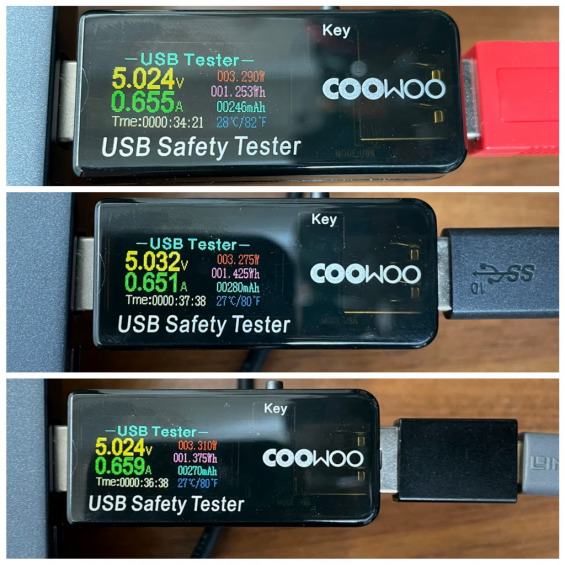 Key
—USB Tester—
5.024V 003.290W
0.655A 001.253Wh
00246mAh
Tme:0000:34:21 28℃/82℉
COOWOO
USB Safety Tester
Key
—USB Tester—
5.032V 003.275W
0.651A 001.425Wh
00280mAh
Tme:0000:37:38 27℃/80℉
COOWOO
USB Safety Tester
SS 10
Key
—USB Tester—
5.024V 003.310W
0.659A 001.375Wh
00270mAh
Tme:0000:36:38 27℃/80℉
COOWOO
USB Safety Tester